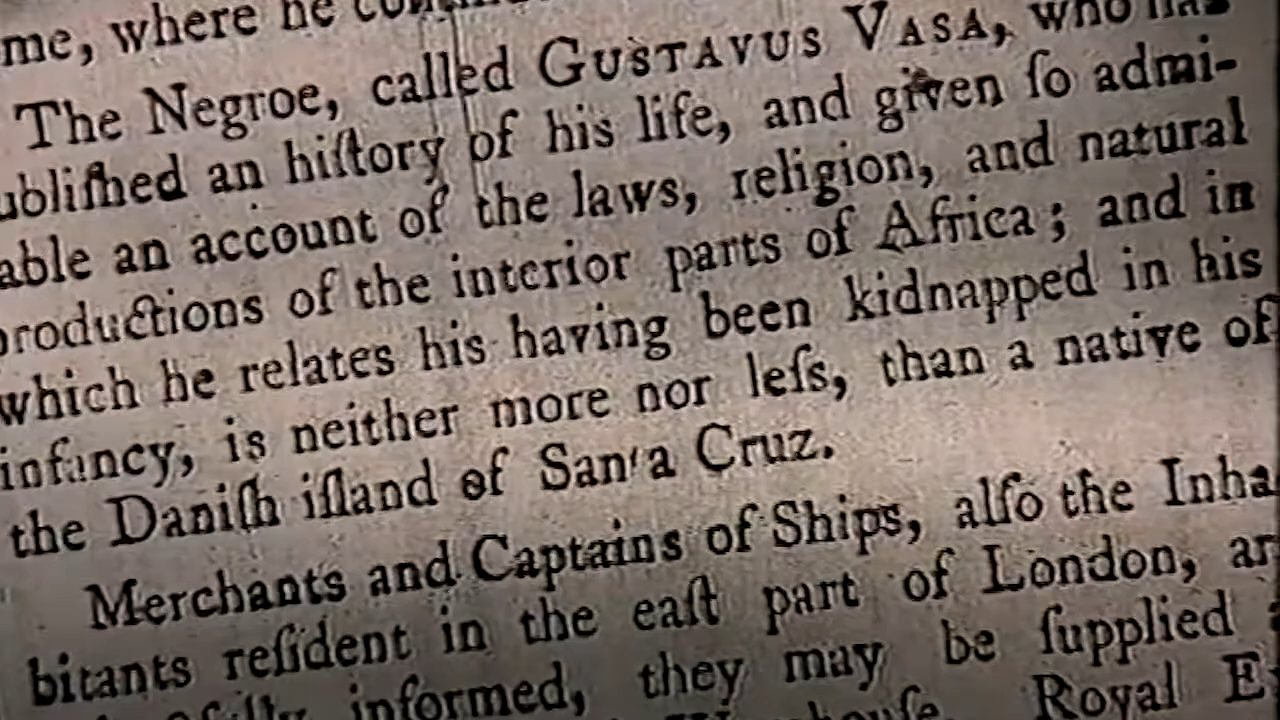 me, where he
The Negroe, called GUSTAVUS VASA, who has
ubliſhed an hiſtory of his life, and given ſo admi-
able an account of the laws, religion, and natural
productions of the interior parts of Africa; and in
which he relates his having been kidnapped in his
infancy, is neither more nor leſs, than a native of
the Daniſh iſland of San'a Cruz.
Merchants and Captains of Ships, alſo the Inha
bitants reſident in the eaſt part of London, ar
informed, they may be ſupplied
Royal E